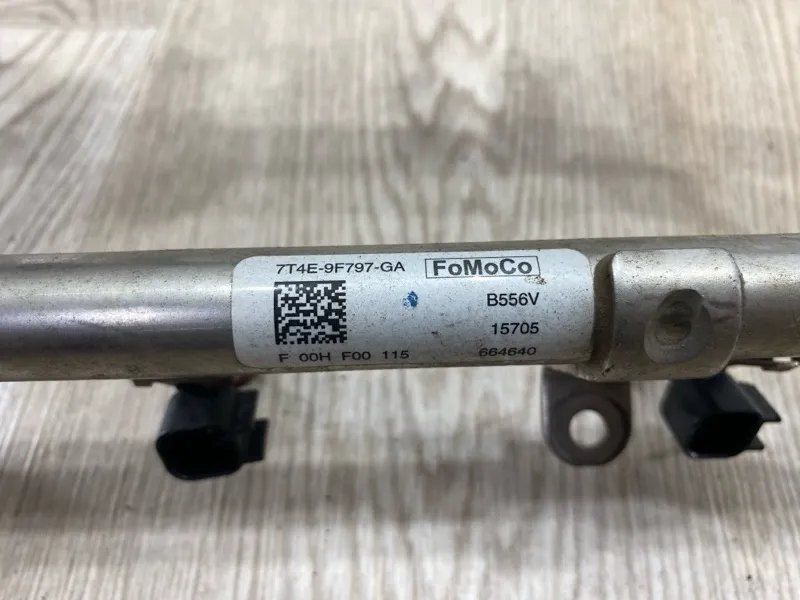 7T4E-9F797-GA FoMoCo
B556V
15705
F 00H F00 115 664640